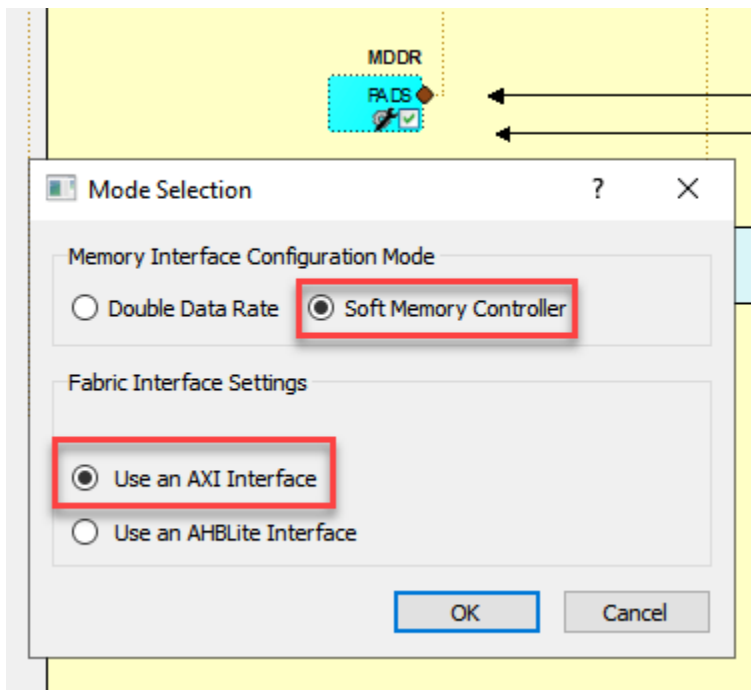 MDDR
PADS
Mode Selection
?
Memory Interface Configuration Mode
Double Data Rate
Soft Memory Controller
Fabric Interface Settings
Use an AXI Interface
Use an AHBLite Interface
OK
Cancel